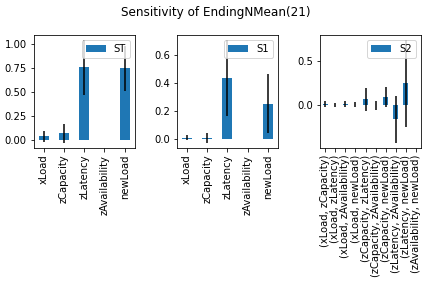 Sensitivity of EndingNMean(21)
1.00
0.75
0.50
0.25
0.00
ST
xLoad
zCapacity
zLatency
zAvailability
newLoad
0.6
0.4
0.2
0.0
S1
xLoad
zCapacity
zLatency
zAvailability
newLoad
0.5
0.0
S2
(xLoad, zCapacity)
(xLoad, zLatency)
(xLoad, zAvailability)
(xLoad, newLoad)
(zCapacity, zLatency)
(zCapacity, zAvailability)
(zCapacity, newLoad)
(zLatency, zAvailability)
(zLatency, newLoad)
(zAvailability, newLoad)